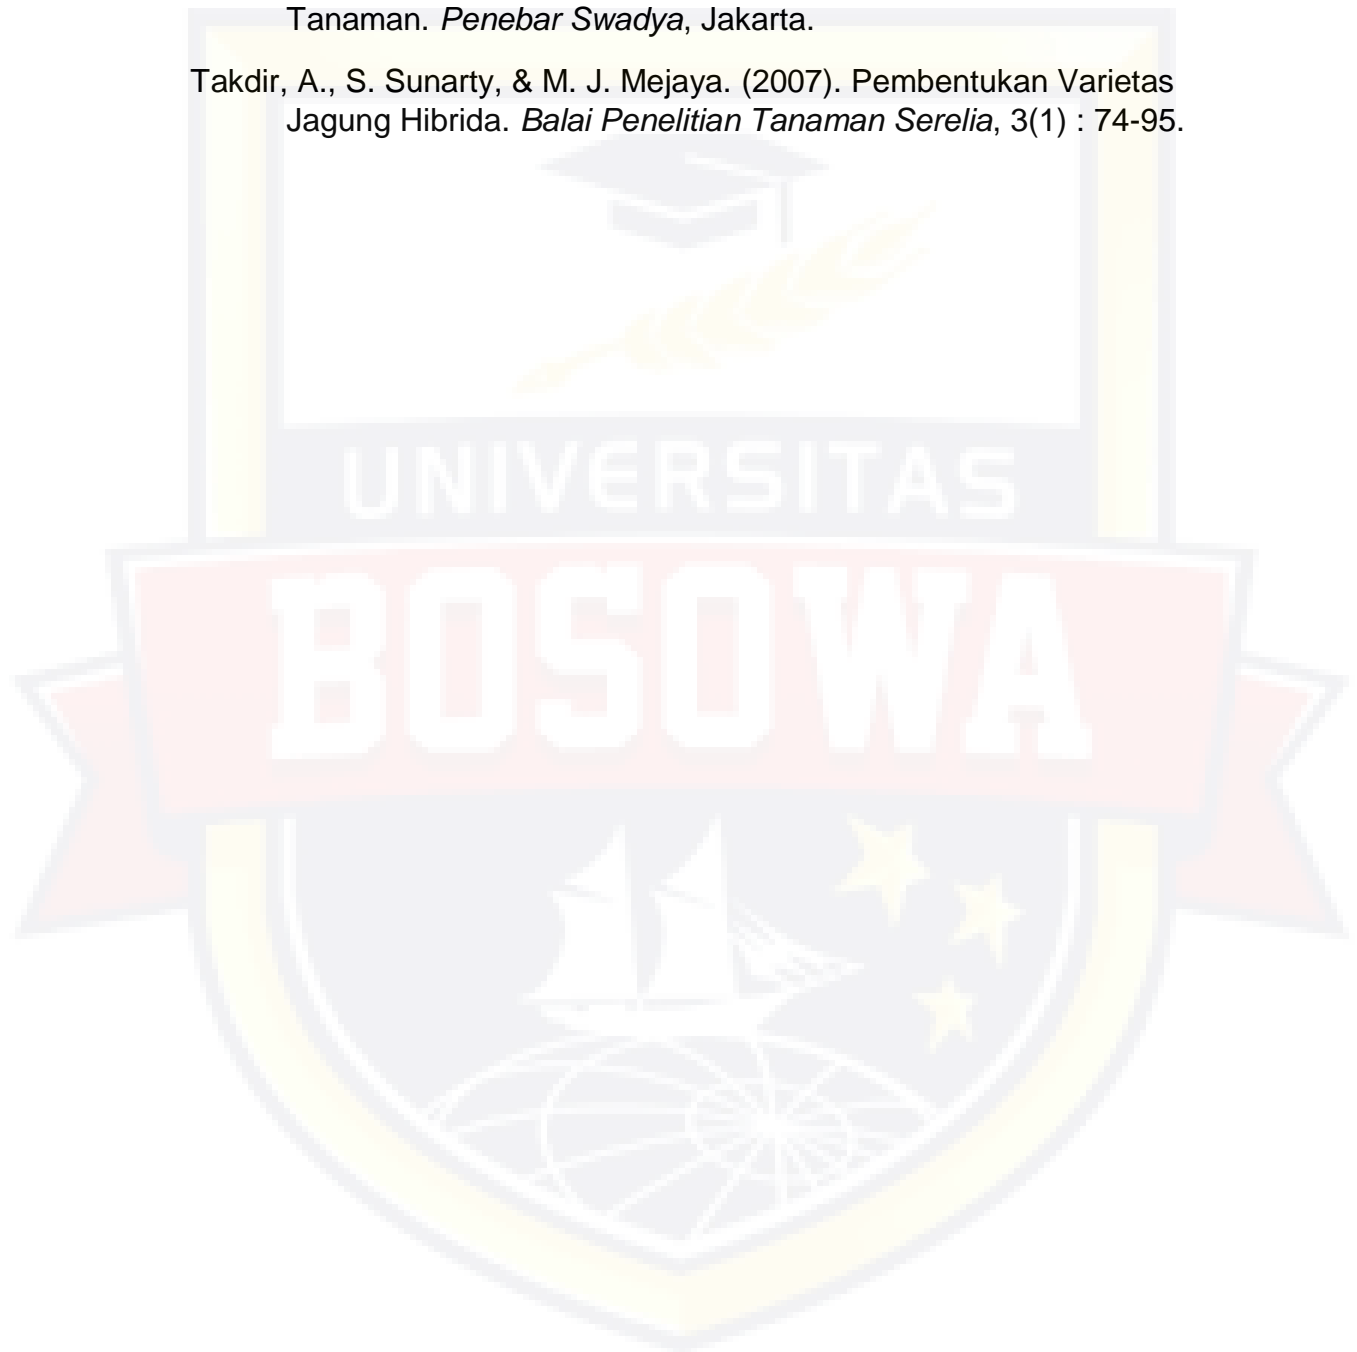 Tanaman. Penebar Swadya, Jakarta.
Takdir, A., S. Sunarty, & M. J. Mejaya. (2007). Pembentukan Varietas
Jagung Hibrida. Balai Penelitian Tanaman Serelia, 3(1) : 74-95.
UNIVERSITAS
BOSOWA